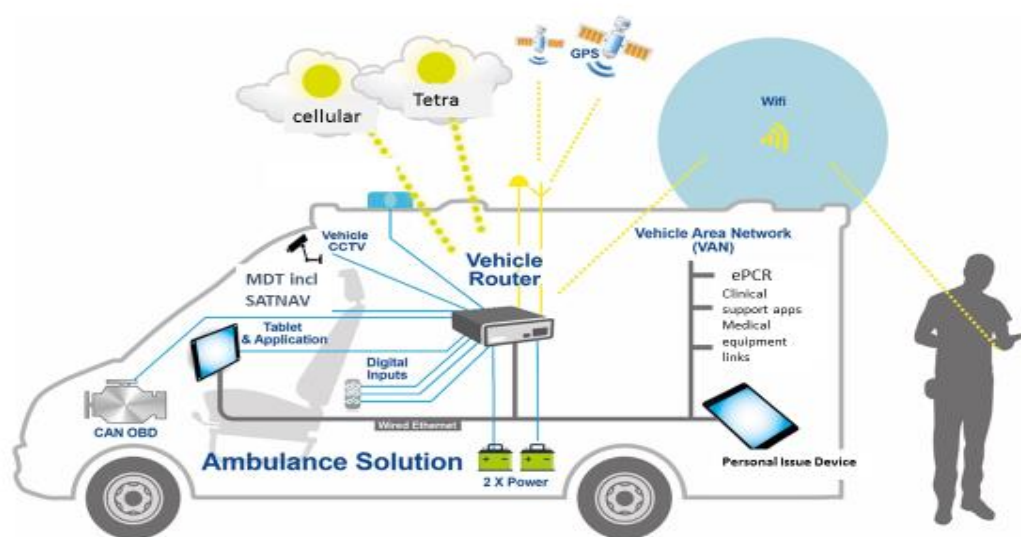 cellular
Tetra
GPS
Wifi
Vehicle
CCTV
Vehicle
Router
Vehicle Area Network
(VAN)
MDT incl
SATNAV
ePCR
Clinical
support apps
Medical
equipment
links
Tablet
& Application
Digital
Inputs
CAN OBD
Wired Ethernet
Ambulance Solution
2 X Power
Personal Issue Device